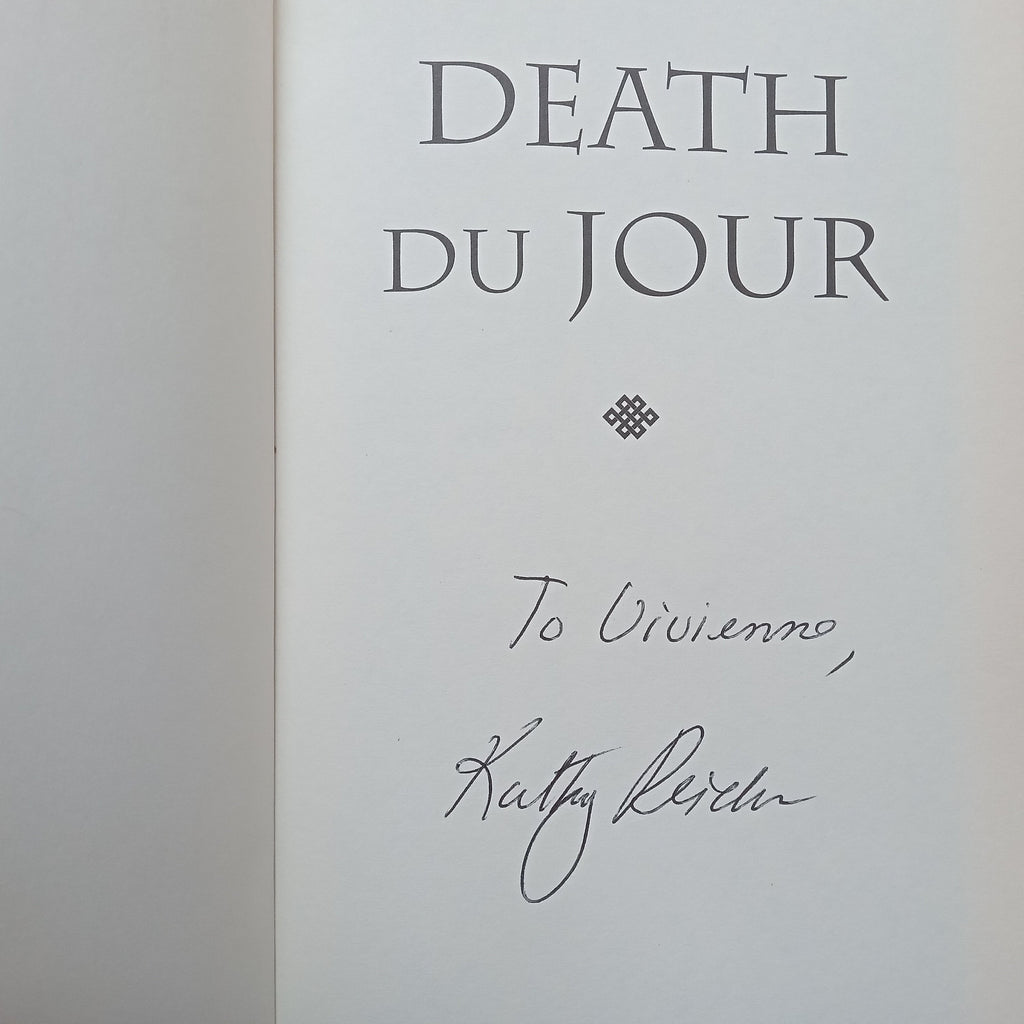 DEATH
DU JOUR
To Vivienne,
Kathy Reichs